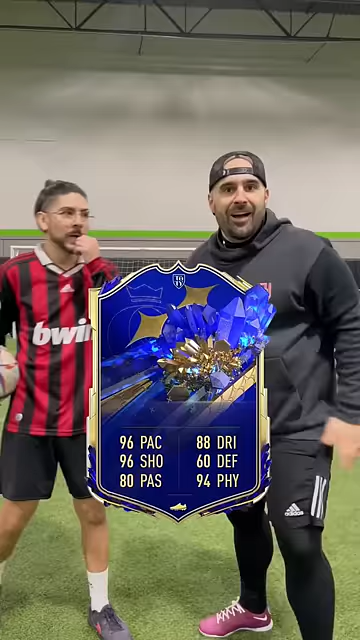 bwin
adidas
96 PAC 88 DRI
96 SHO 60 DEF
80 PAS 94 PHY